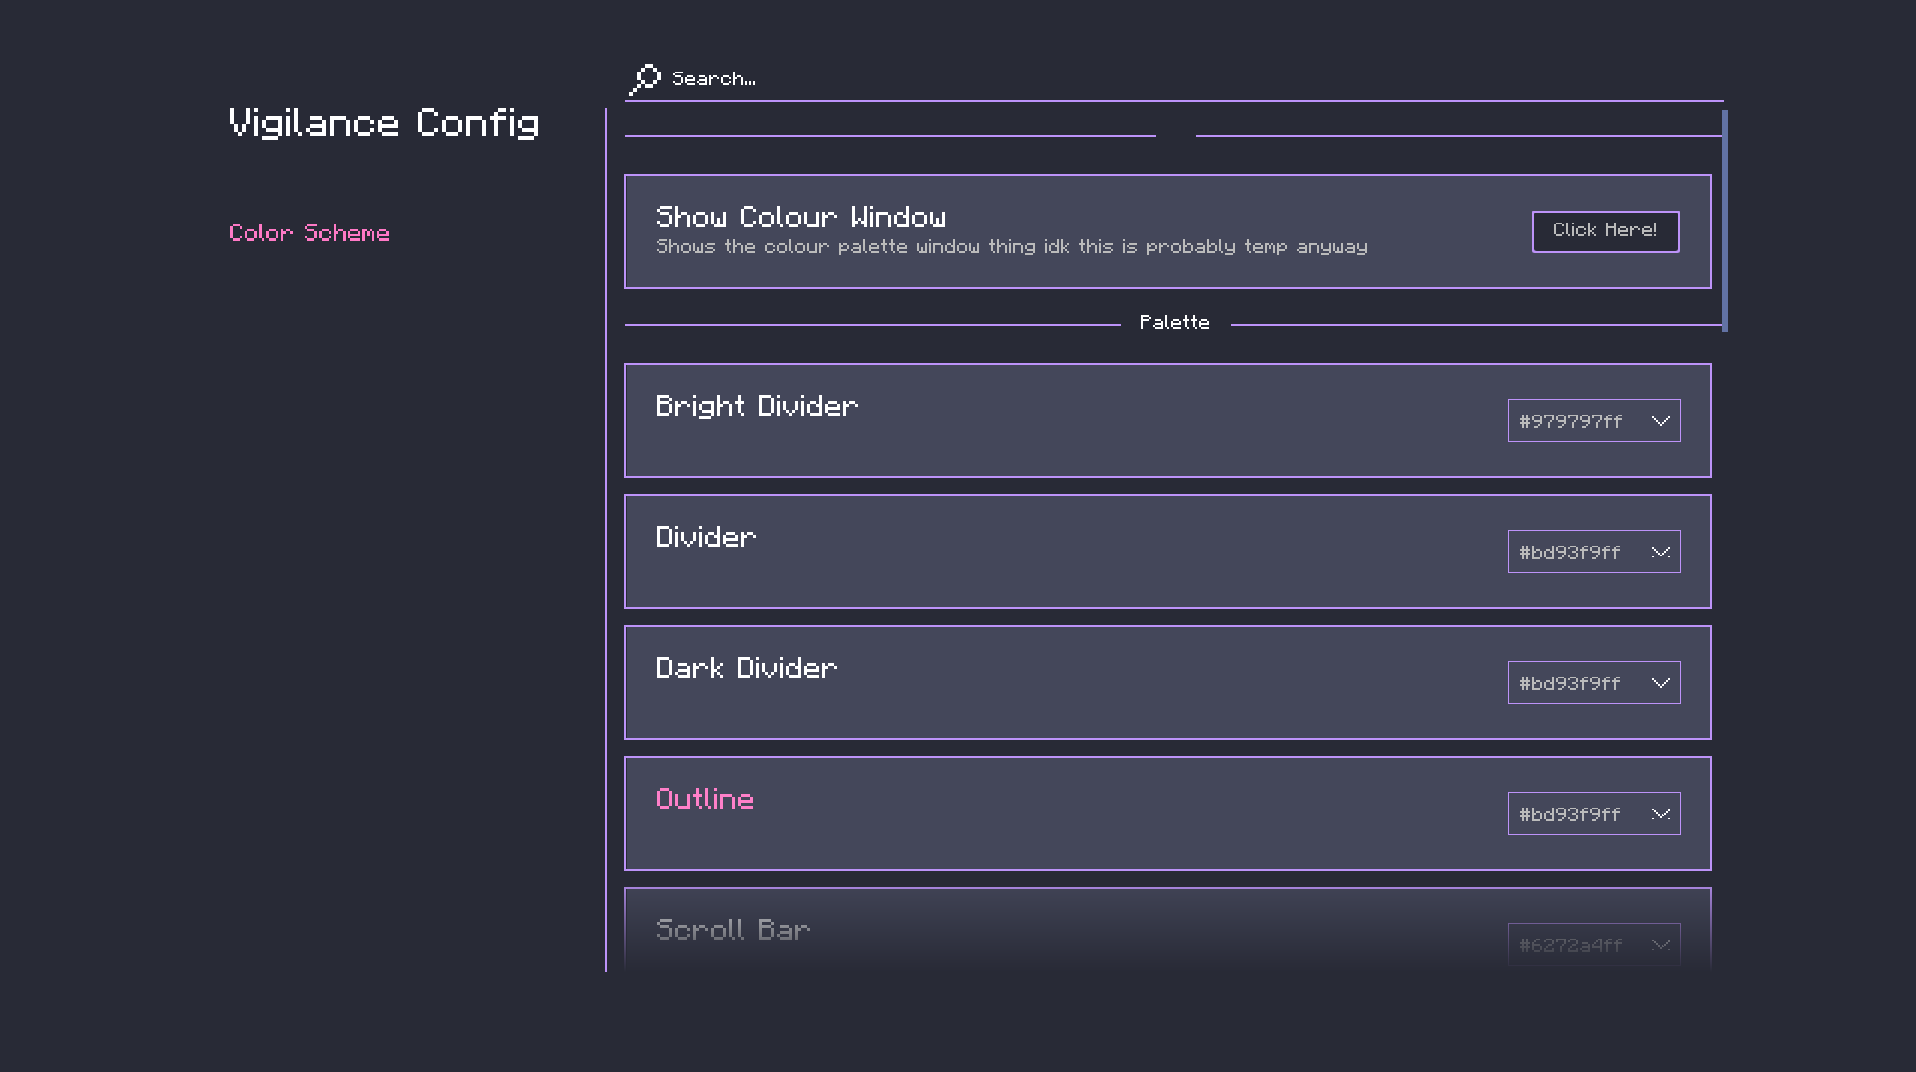 Search...
Vigilance Config
Color Scheme
Show Colour Window
Shows the colour palette window thing idk this is probably temp anyway
Click Here!
Palette
Bright Divider
#979797ff
Divider
#bd93f9ff
Dark Divider
#bd93f9ff
Outline
#bd93f9ff
Scroll Bar
#6272a4ff